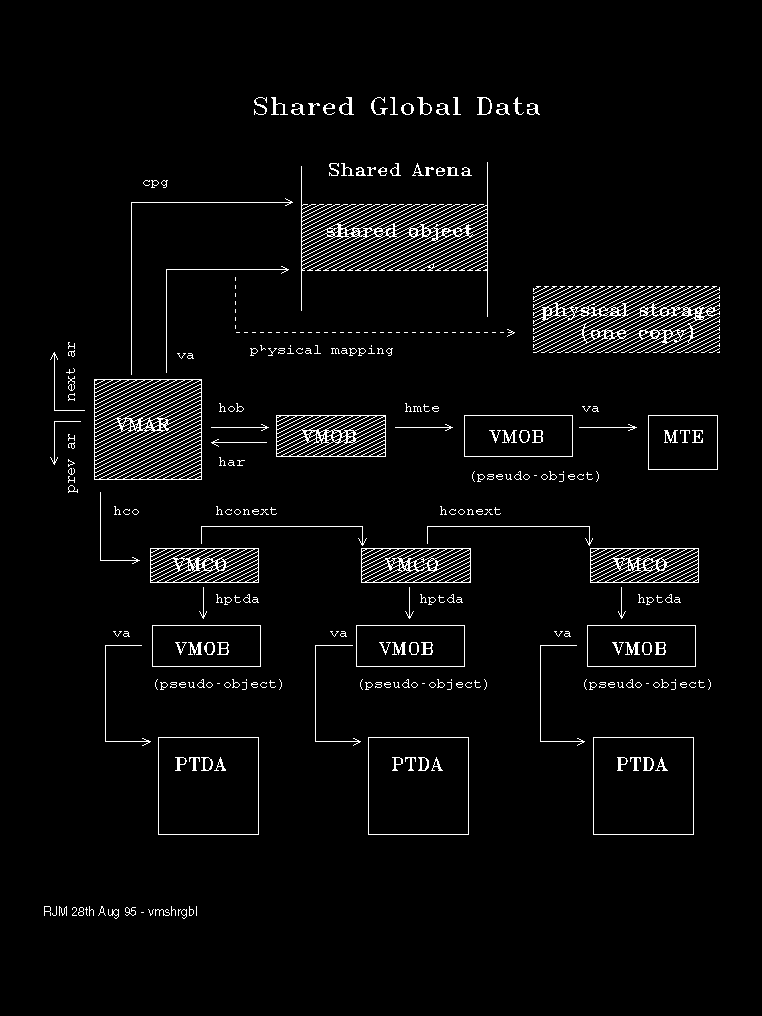 Shared Global Data
Shared Arena
cpg
shared object
physical storage
(one copy)
physical mapping
va
next ar
prev ar
VMAR
hob
har
VMOB
hmte
VMOB
(pseudo-object)
va
MTE
hco
hconext
hconext
VMCO
VMCO
VMCO
hptda
hptda
hptda
va
VMOB
(pseudo-object)
va
VMOB
(pseudo-object)
va
VMOB
(pseudo-object)
PTDA
PTDA
PTDA
RJM 28th Aug 95 - vmshrgbl